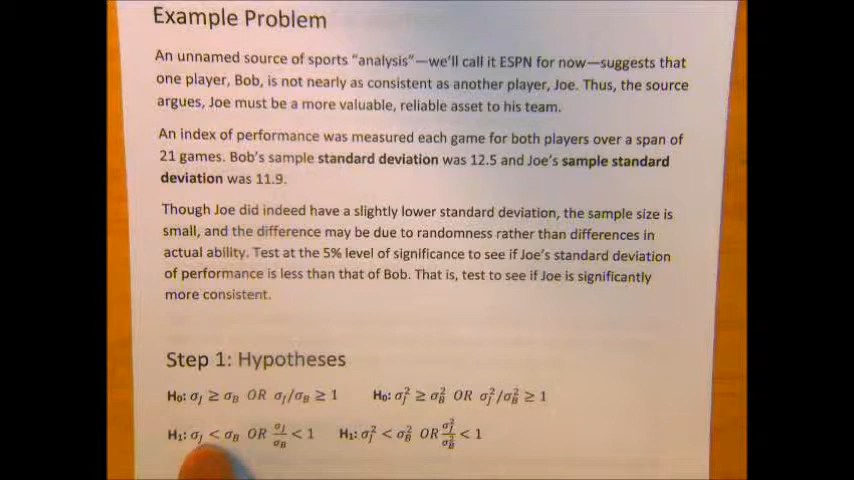 Example Problem
An unnamed source of sports “analysis”—we’ll call it ESPN for now—suggests that
one player, Bob, is not nearly as consistent as another player, Joe. Thus, the source
argues, Joe must be a more valuable, reliable asset to his team.
An index of performance was measured each game for both players over a span of
21 games. Bob’s sample standard deviation was 12.5 and Joe’s sample standard
deviation was 11.9.
Though Joe did indeed have a slightly lower standard deviation, the sample size is
small, and the difference may be due to randomness rather than differences in
actual ability. Test at the 5% level of significance to see if Joe’s standard deviation
of performance is less than that of Bob. That is, test to see if Joe is significantly
more consistent.
Step 1: Hypotheses
H₀: σ_J ≥ σ_B OR σ_J/σ_B ≥ 1 H₀: σ_J² ≥ σ_B² OR σ_J²/σ_B² ≥ 1
H₁: σ_J < σ_B OR σ_J/σ_B < 1 H₁: σ_J² < σ_B² OR σ_J²/σ_B² < 1